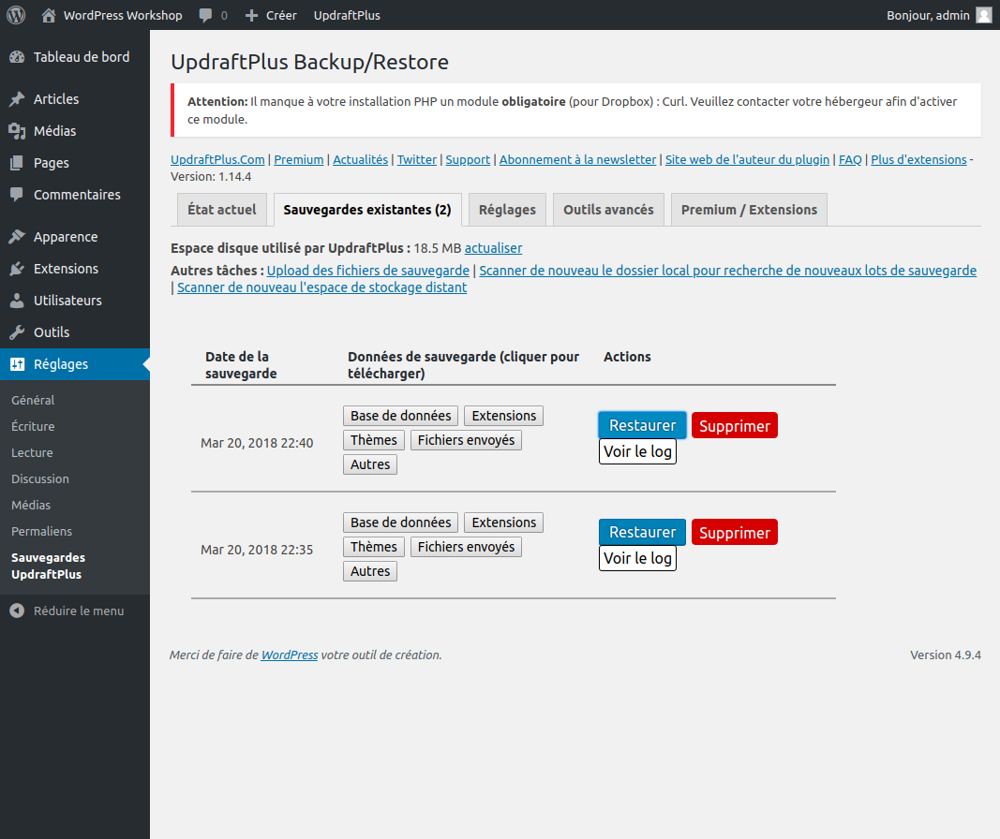 WordPress Workshop 0 Créer UpdraftPlus Bonjour, admin
Tableau de bord
Articles
Médias
Pages
Commentaires
Apparence
Extensions
Utilisateurs
Outils
Réglages
Général
Écriture
Lecture
Discussion
Médias
Permaliens
Sauvegardes
UpdraftPlus
Réduire le menu
UpdraftPlus Backup/Restore
Attention: Il manque à votre installation PHP un module obligatoire (pour Dropbox) : Curl. Veuillez contacter votre hébergeur afin d'activer
ce module.
UpdraftPlus.Com | Premium | Actualités | Twitter | Support | Abonnement à la newsletter | Site web de l'auteur du plugin | FAQ | Plus d'extensions -
Version: 1.14.4
État actuel Sauvegardes existantes (2) Réglages Outils avancés Premium / Extensions
Espace disque utilisé par UpdraftPlus : 18.5 MB actualiser
Autres tâches : Upload des fichiers de sauvegarde | Scanner de nouveau le dossier local pour recherche de nouveaux lots de sauvegarde
| Scanner de nouveau l'espace de stockage distant
Date de la Données de sauvegarde (cliquer pour Actions
sauvegarde télécharger)
Base de données Extensions Restaurer Supprimer
Mar 20, 2018 22:40 Thèmes Fichiers envoyés Voir le log
Autres
Base de données Extensions Restaurer Supprimer
Mar 20, 2018 22:35 Thèmes Fichiers envoyés Voir le log
Autres
Merci de faire de WordPress votre outil de création. Version 4.9.4